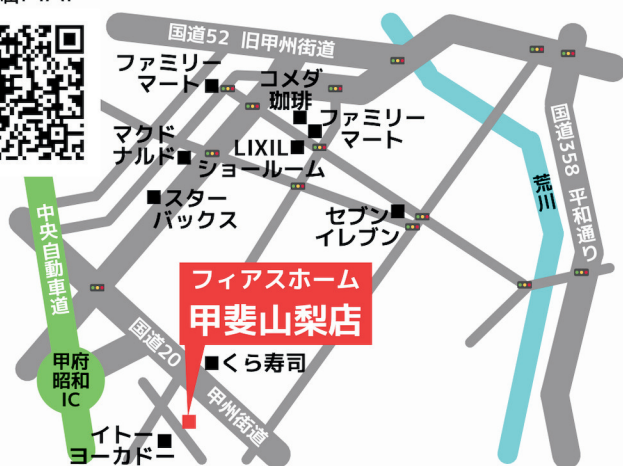 国道52 旧甲州街道
ファミリー
マート
コメダ
珈琲
ファミリー
マート
マクド
ナルド
LIXIL
ショールーム
スター
バックス
セブン
イレブン
荒川
国道358 平和通り
中央自動車道
フィアスホーム
甲斐山梨店
国道20 甲州街道
くら寿司
甲府
昭和
IC
イトー
ヨーカドー